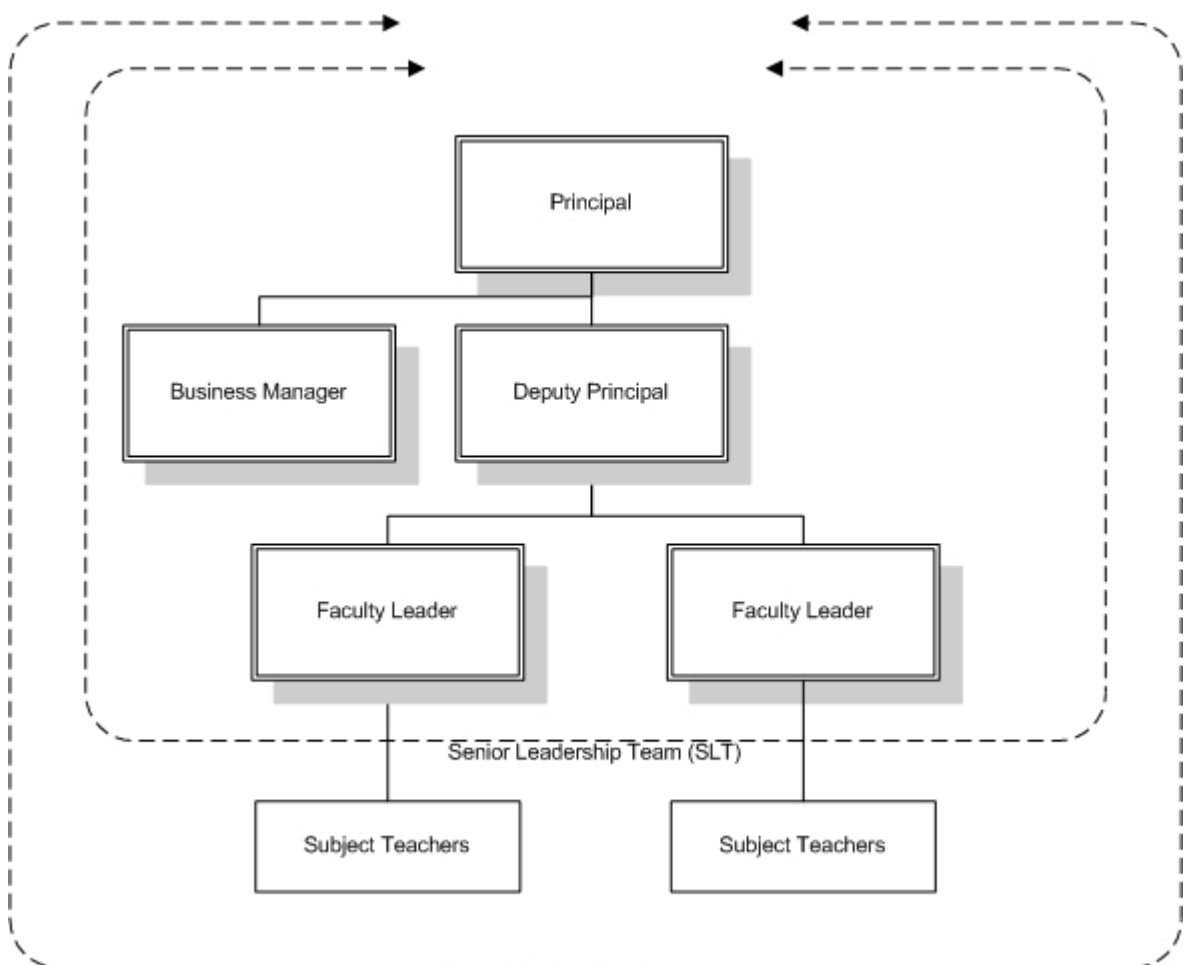 Principal
Business Manager
Deputy Principal
Faculty Leader
Faculty Leader
Senior Leadership Team (SLT)
Subject Teachers
Subject Teachers